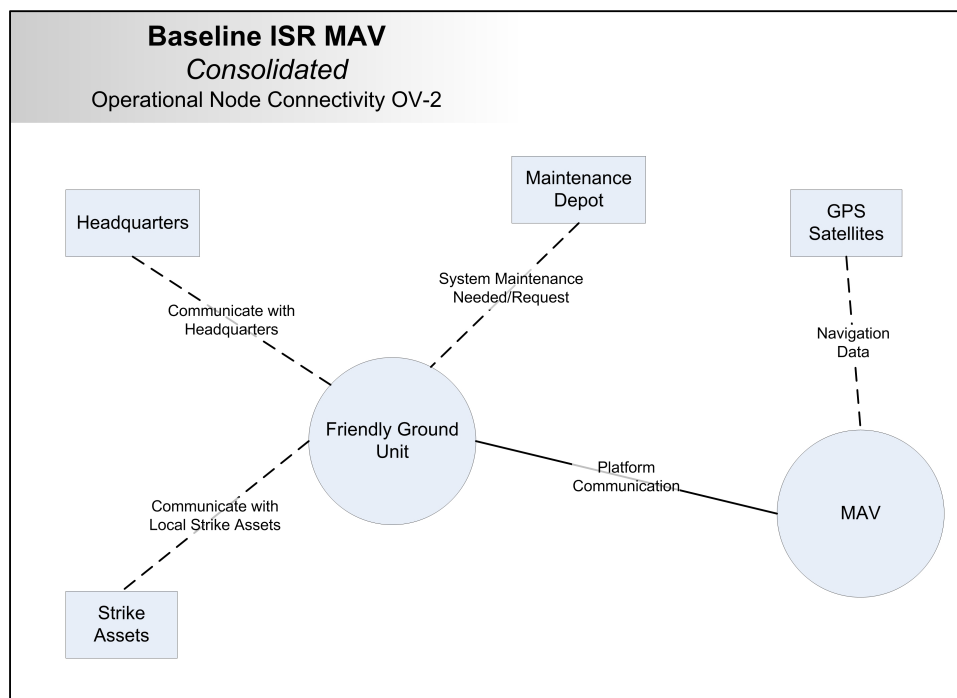 Baseline ISR MAV
Consolidated
Operational Node Connectivity OV-2
Maintenance
Depot
Headquarters
GPS
Satellites
System Maintenance
Needed/Request
Communicate with
Headquarters
Navigation
Data
Friendly Ground
Unit
Platform
Communication
Communicate with
Local Strike Assets
MAV
Strike
Assets